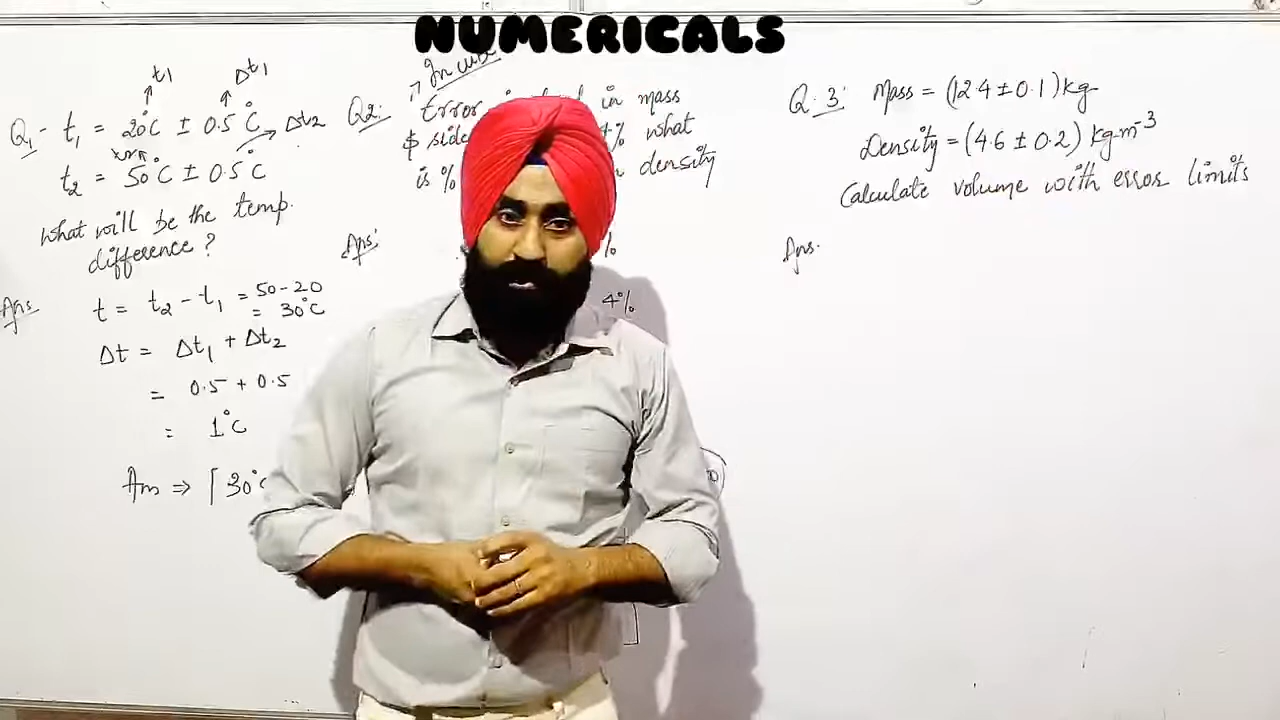 NUMERICALS
t1 Δt1
Q1 - t1 = 20°C ± 0.5°C
Δt2
t2 = 50°C ± 0.5°C
What will be the temp.
difference?
Ans
t = t2 - t1 = 50-20
= 30°C
Δt = Δt1 + Δt2
= 0.5 + 0.5
= 1°C
Ans ⇒ [30°C
Q2: Error in mass
& side % what
is % density
Ans:
%
4%
Q.3: Mass = (12.4 ± 0.1) kg
Density = (4.6 ± 0.2) kg m⁻³
Calculate volume with error limits
Ans.